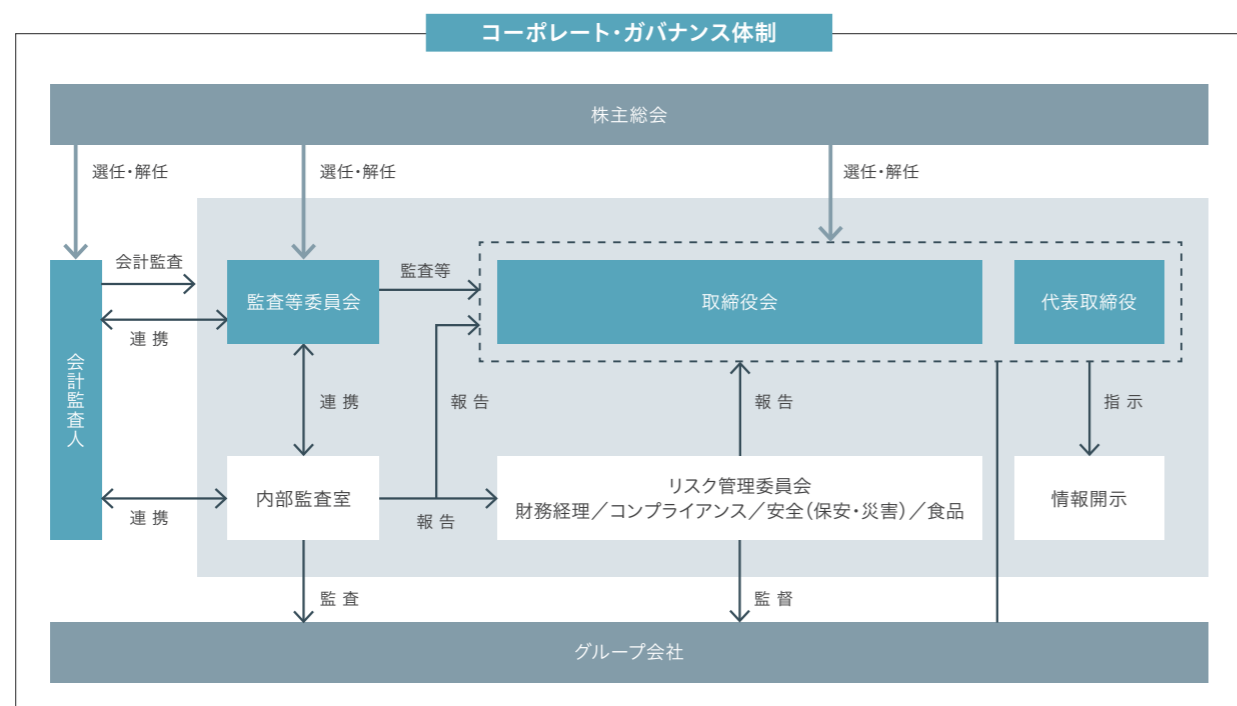 コーポレート・ガバナンス体制
株主総会
選任・解任
選任・解任
選任・解任
会計監査
監査等委員会
監査等
取締役会
代表取締役
連携
会計監査人
連携
報告
報告
指示
内部監査室
リスク管理委員会
財務経理／コンプライアンス／安全（保安・災害）／食品
情報開示
連携
報告
監査
監督
グループ会社